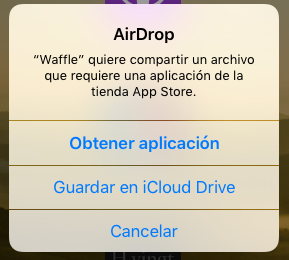 AirDrop
“Waffle” quiere compartir un archivo
que requiere una aplicación de la
tienda App Store.
Obtener aplicación
Guardar en iCloud Drive
Cancelar